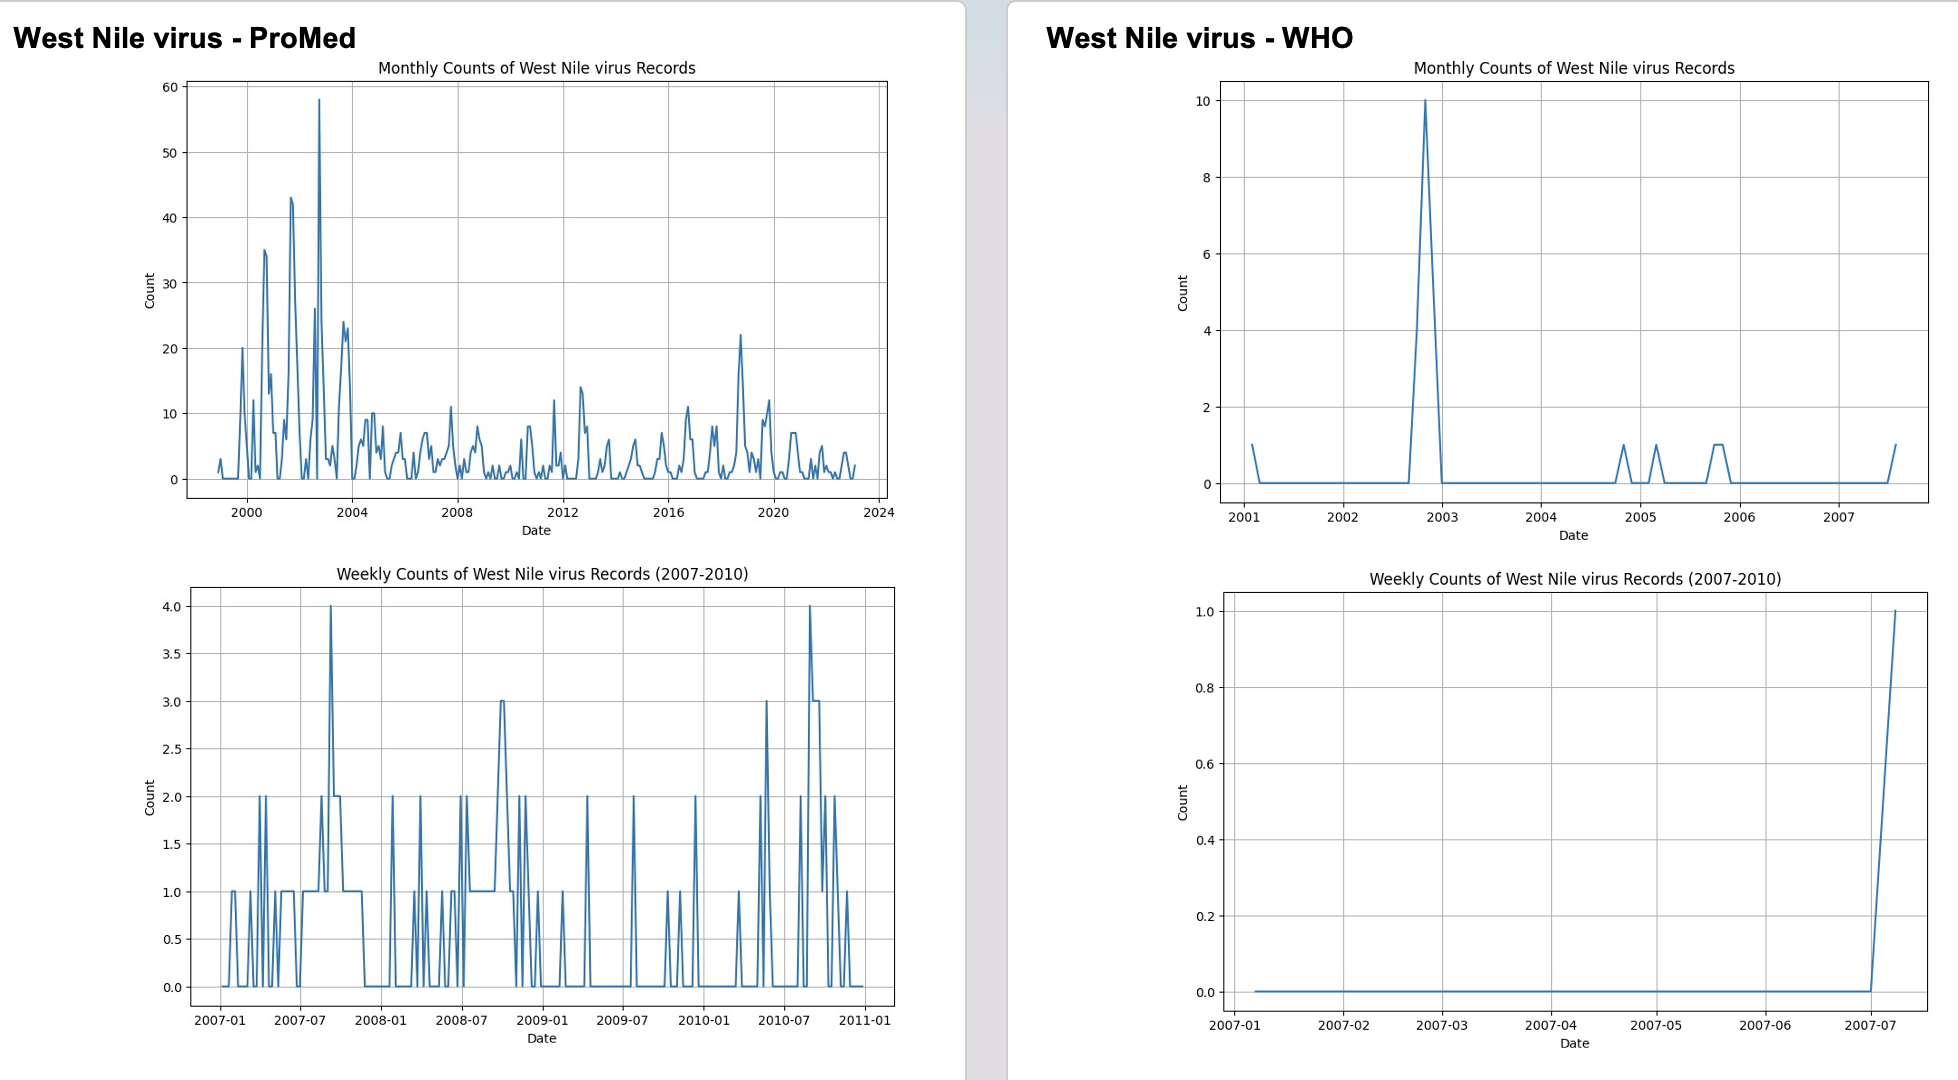 West Nile virus - ProMed
Monthly Counts of West Nile virus Records
60
50
40
30
20
10
0
Count
2000 2004 2008 2012 2016 2020 2024
Date
Weekly Counts of West Nile virus Records (2007-2010)
4.0
3.5
3.0
2.5
2.0
1.5
1.0
0.5
0.0
Count
2007-01 2007-07 2008-01 2008-07 2009-01 2009-07 2010-01 2010-07 2011-01
Date
West Nile virus - WHO
Monthly Counts of West Nile virus Records
10
8
6
4
2
0
Count
2001 2002 2003 2004 2005 2006 2007
Date
Weekly Counts of West Nile virus Records (2007-2010)
1.0
0.8
0.6
0.4
0.2
0.0
Count
2007-01 2007-02 2007-03 2007-04 2007-05 2007-06 2007-07
Date